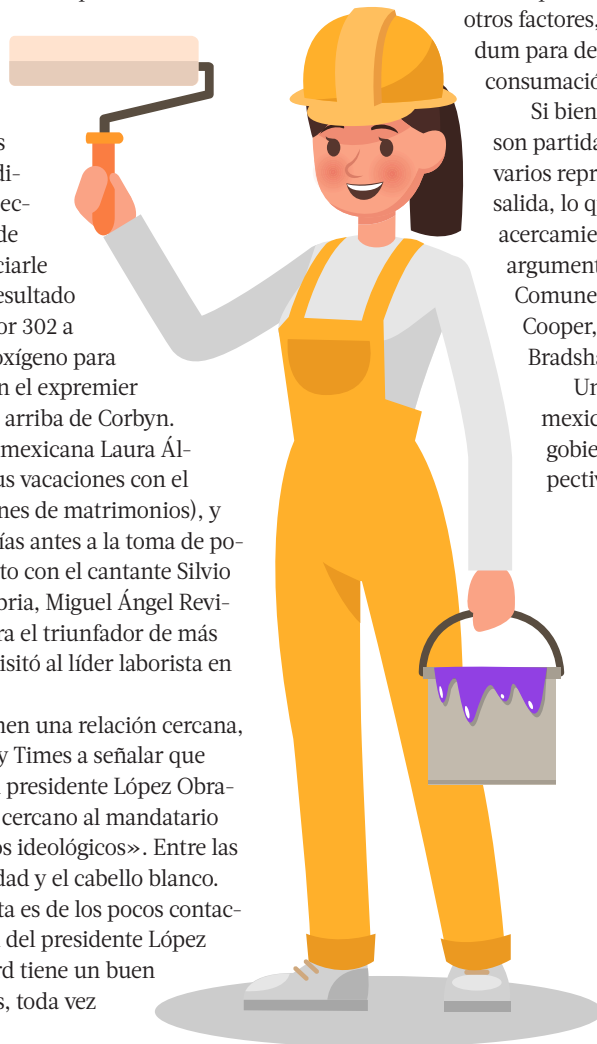 s
di-
ec-
de
ciarle
esultado
or 302 a
oxígeno para
n el expremier
arriba de Corbyn.
mexicana Laura Ál-
us vacaciones con el
nes de matrimonios), y
ías antes a la toma de po-
to con el cantante Silvio
bria, Miguel Ángel Revi-
ra el triunfador de más
isitó al líder laborista en
nen una relación cercana,
y Times a señalar que
l presidente López Obra-
cercano al mandatario
os ideológicos». Entre las
dad y el cabello blanco.
ta es de los pocos contac-
del presidente López
rd tiene un buen
s, toda vez
otros factores,
dum para de
consumació
Si bien
son partida
varios repr
salida, lo q
acercamie
argument
Comune
Cooper,
Bradsha
Un
mexic
gobie
pectiv